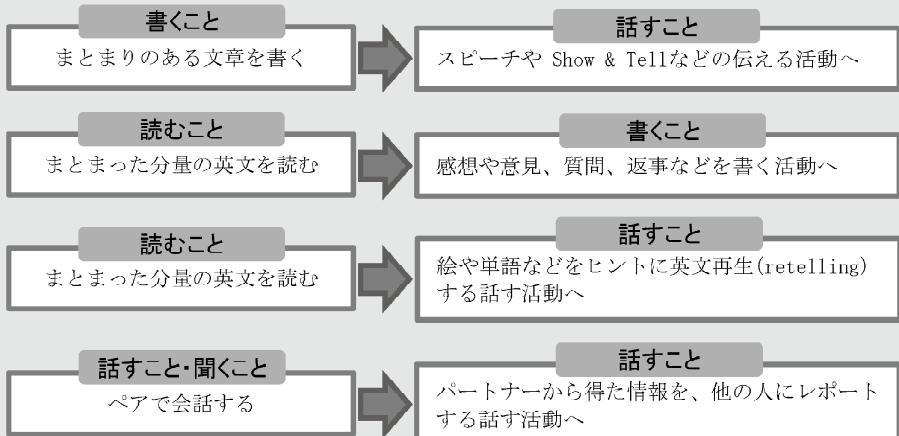 書くこと
まとまりのある文章を書く
話すこと
スピーチや Show & Tellなどの伝える活動へ
読むこと
まとまった分量の英文を読む
書くこと
感想や意見、質問、返事などを書く活動へ
読むこと
まとまった分量の英文を読む
話すこと
絵や単語などをヒントに英文再生(retelling)
する話す活動へ
話すこと・聞くこと
ペアで会話する
話すこと
パートナーから得た情報を、他の人にレポート
する話す活動へ